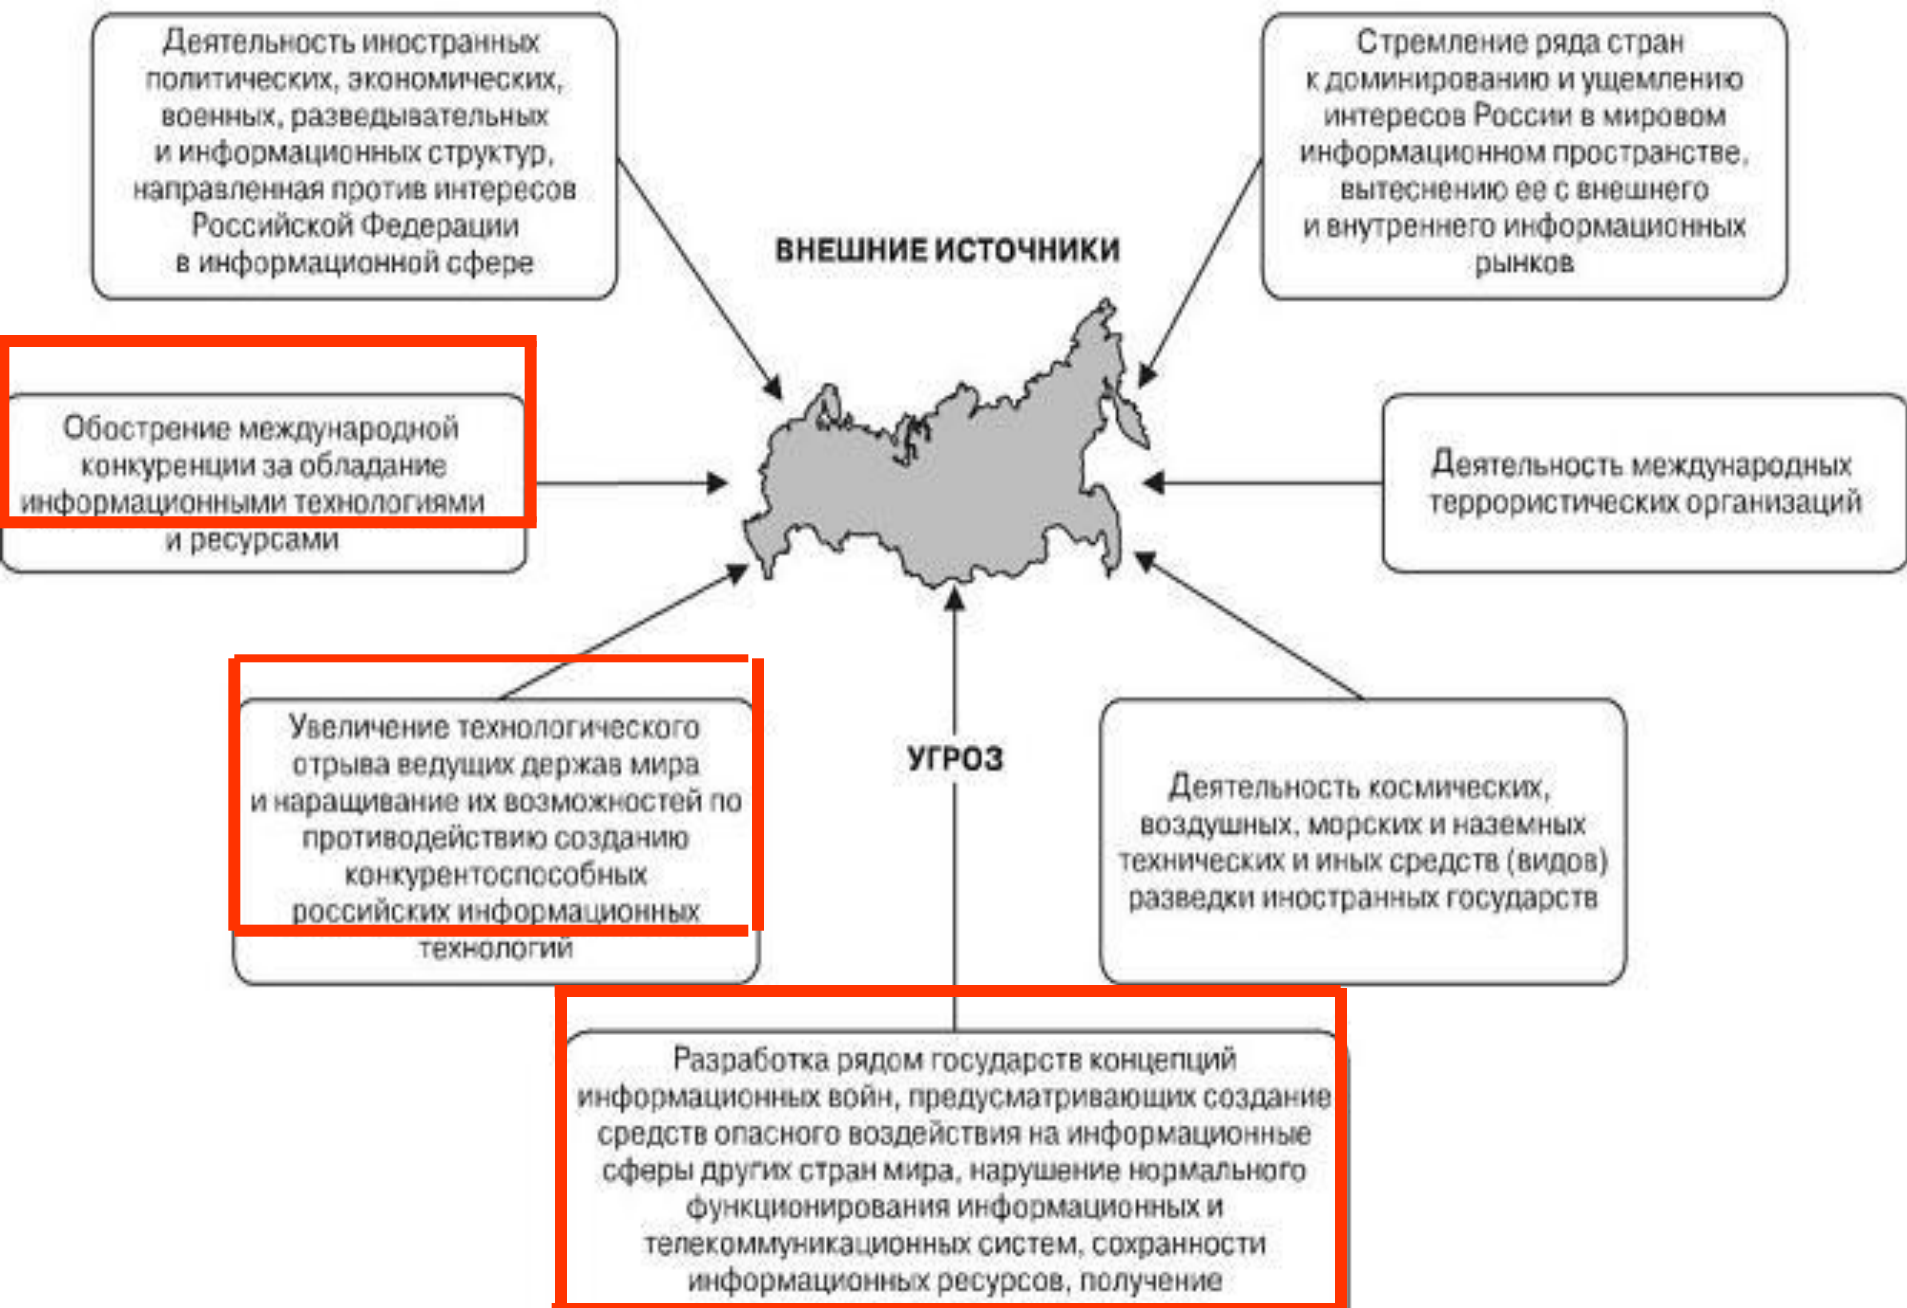 Деятельность иностранных
политических, экономических,
военных, разведывательных
и информационных структур,
направленная против интересов
Российской Федерации
в информационной сфере
Стремление ряда стран
к доминированию и ущемлению
интересов России в мировом
информационном пространстве,
вытеснению ее с внешнего
и внутреннего информационных
рынков
ВНЕШНИЕ ИСТОЧНИКИ
Обострение международной
конкуренции за обладание
информационными технологиями
и ресурсами
Деятельность международных
террористических организаций
Увеличение технологического
отрыва ведущих держав мира
и наращивание их возможностей по
противодействию созданию
конкурентоспособных
российских информационных
технологий
УГРОЗ
Деятельность космических,
воздушных, морских и наземных
технических и иных средств (видов)
разведки иностранных государств
Разработка рядом государств концепций
информационных войн, предусматривающих создание
средств опасного воздействия на информационные
сферы других стран мира, нарушение нормального
функционирования информационных и
телекоммуникационных систем, сохранности
информационных ресурсов, получение